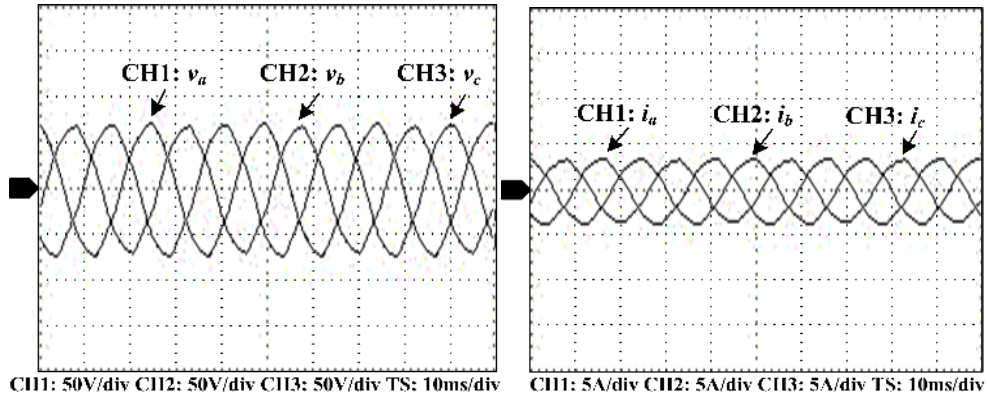 CH1: va CH2: vb CH3: vc
CH1: ia CH2: ib CH3: ic
CH1: 50V/div CH2: 50V/div CH3: 50V/div TS: 10ms/div
CH1: 5A/div CH2: 5A/div CH3: 5A/div TS: 10ms/div